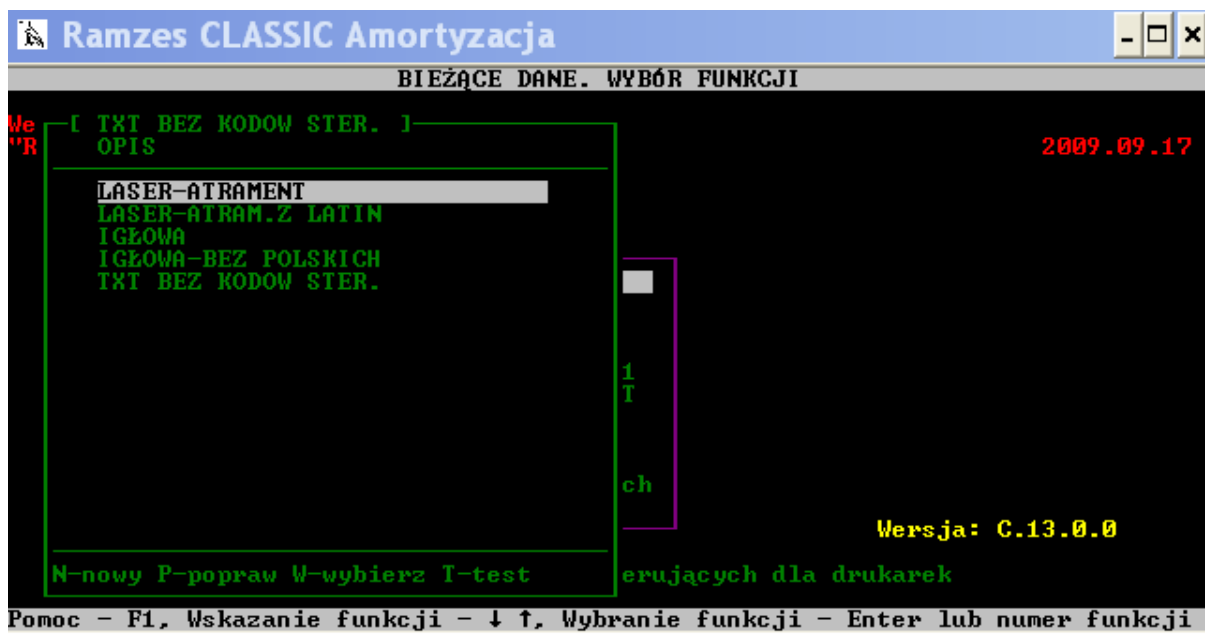 Ramzes CLASSIC Amortyzacja
BIEŻĄCE DANE. WYBÓR FUNKCJI
We
"R
[ TXT BEZ KODOW STER. ]
OPIS
2009.09.17
LASER-ATRAMENT
LASER-ATRAM.Z LATIN
IGŁOWA
IGŁOWA-BEZ POLSKICH
TXT BEZ KODOW STER.
1
T
ch
Wersja: C.13.0.0
N-nowy P-popraw W-wybierz T-test
erujących dla drukarek
Pomoc - F1, Wskazanie funkcji - ↓ ↑, Wybranie funkcji - Enter lub numer funkcji